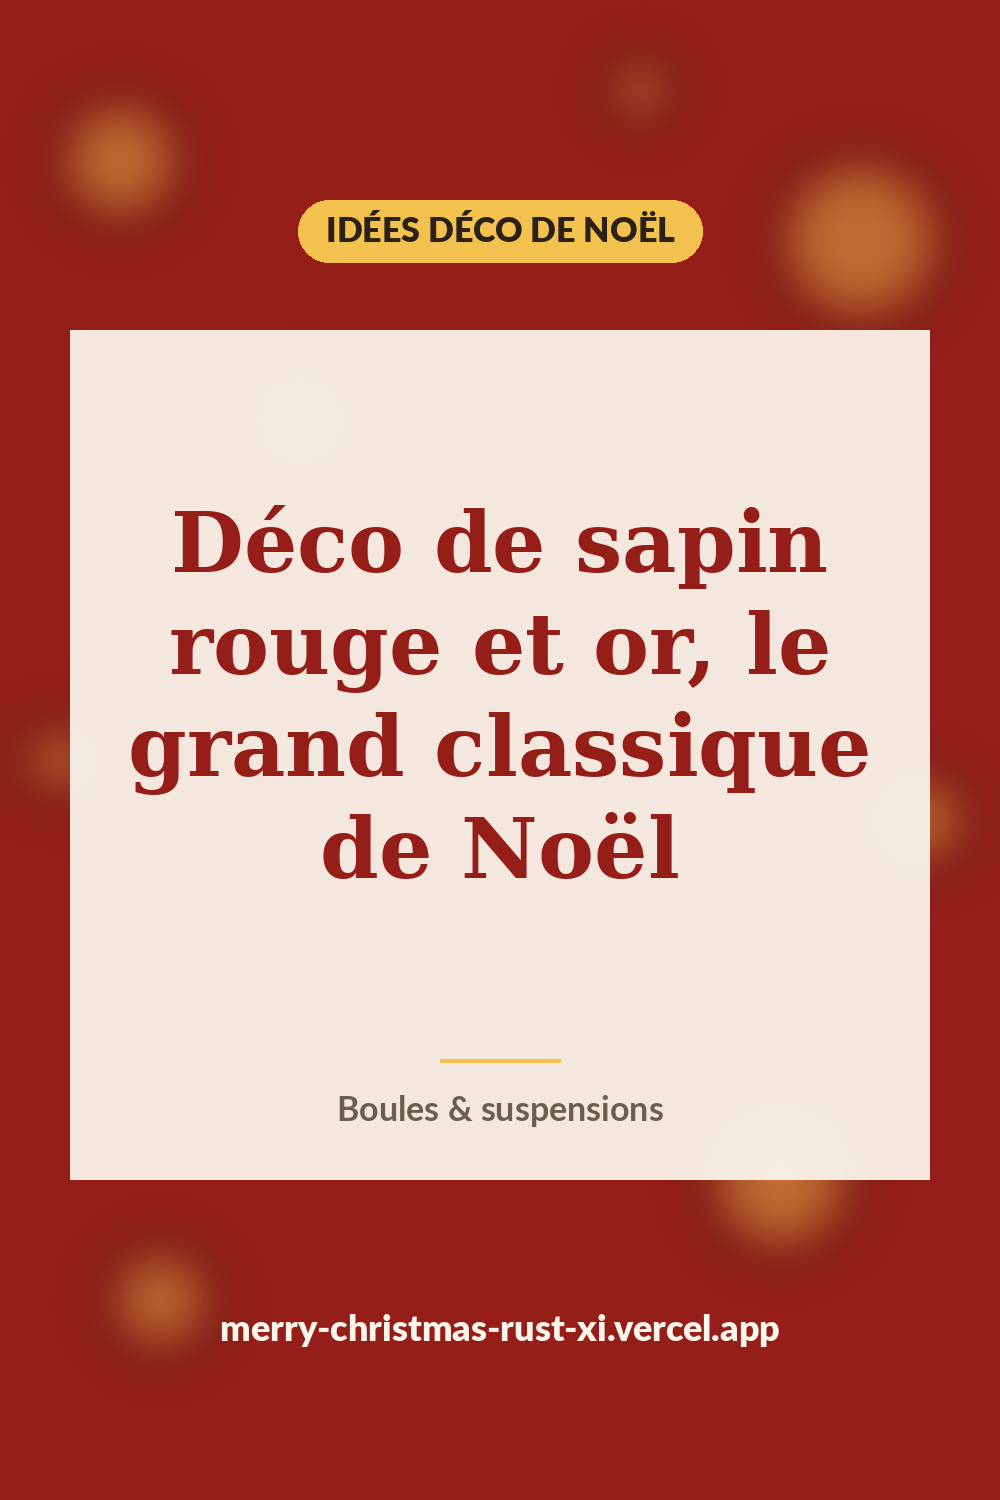 IDÉES DÉCO DE NOËL
Déco de sapin
rouge et or, le
grand classique
de Noël
Boules & suspensions
merry-christmas-rust-xi.vercel.app